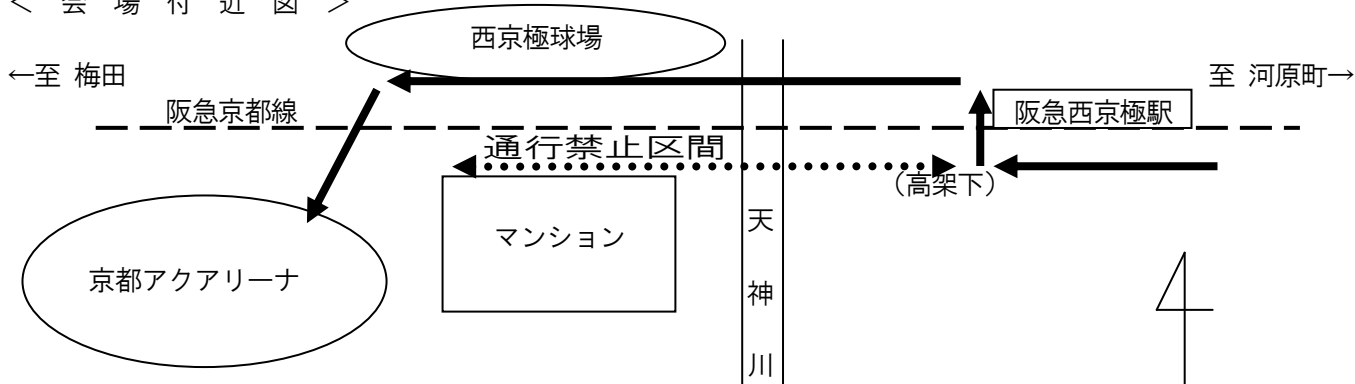 ＜ 会 場 付 近 図 ＞
西京極球場
←至 梅田
至 河原町→
阪急京都線
阪急西京極駅
通行禁止区間
（高架下）
マンション
天神川
京都アクアリーナ